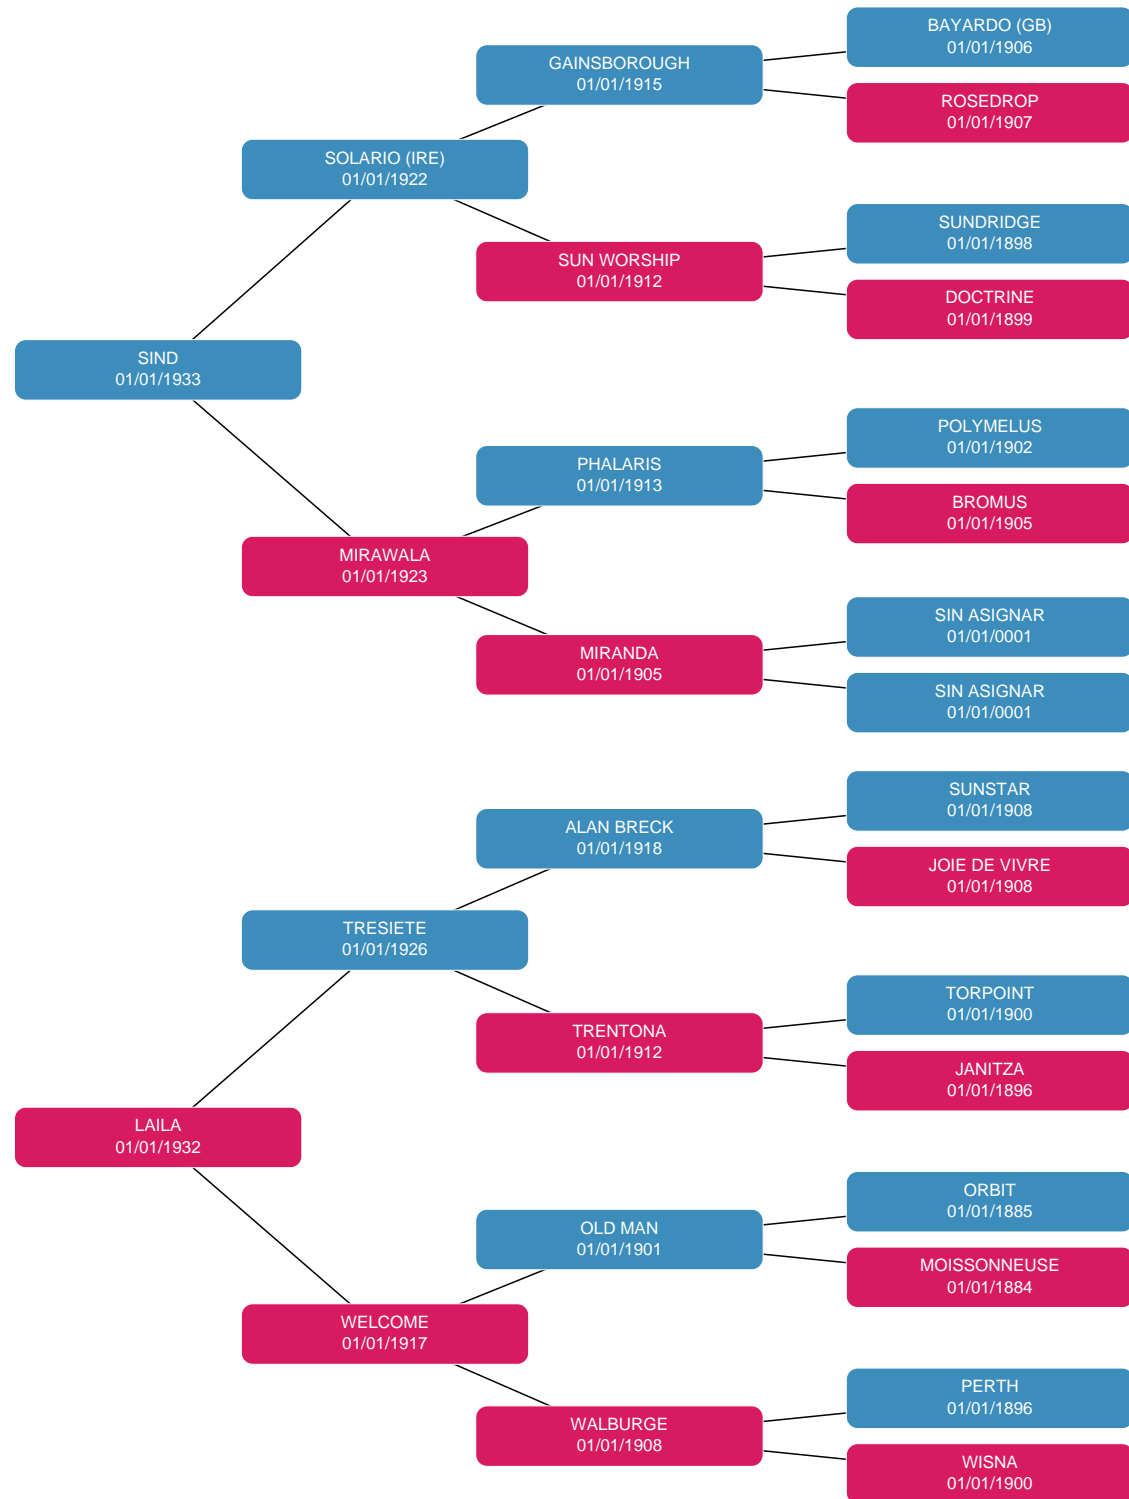 BAYARDO (GB)
01/01/1906
GAINSBOROUGH
01/01/1915
ROSEDROP
01/01/1907
SOLARIO (IRE)
01/01/1922
SUNDRIDGE
01/01/1898
SUN WORSHIP
01/01/1912
DOCTRINE
01/01/1899
SIND
01/01/1933
POLYMELUS
01/01/1902
PHALARIS
01/01/1913
BROMUS
01/01/1905
MIRAWALA
01/01/1923
SIN ASIGNAR
01/01/0001
MIRANDA
01/01/1905
SIN ASIGNAR
01/01/0001
SUNSTAR
01/01/1908
ALAN BRECK
01/01/1918
JOIE DE VIVRE
01/01/1908
TRESIETE
01/01/1926
TORPOINT
01/01/1900
TRENTONA
01/01/1912
JANITZA
01/01/1896
LAILA
01/01/1932
ORBIT
01/01/1885
OLD MAN
01/01/1901
MOISSONNEUSE
01/01/1884
WELCOME
01/01/1917
PERTH
01/01/1896
WALBURGE
01/01/1908
WISNA
01/01/1900